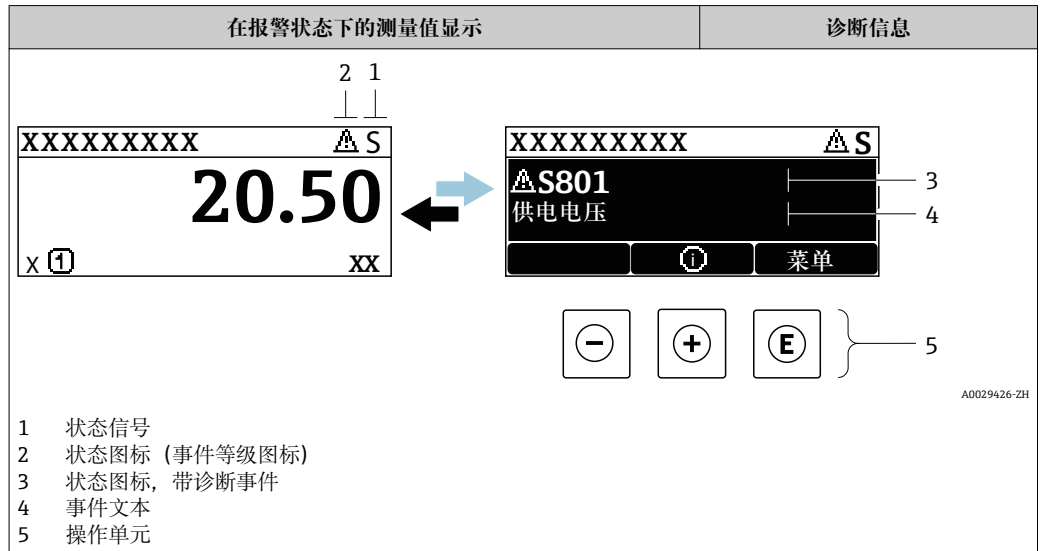 在报警状态下的测量值显示 诊断信息
2 1
XXXXXXXXX S
20.50
X 1 XX
XXXXXXXXX S
S801
供电电压
i 菜单
3
4
− + E
5
A0029426-ZH
1 状态信号
2 状态图标（事件等级图标）
3 状态图标，带诊断事件
4 事件文本
5 操作单元